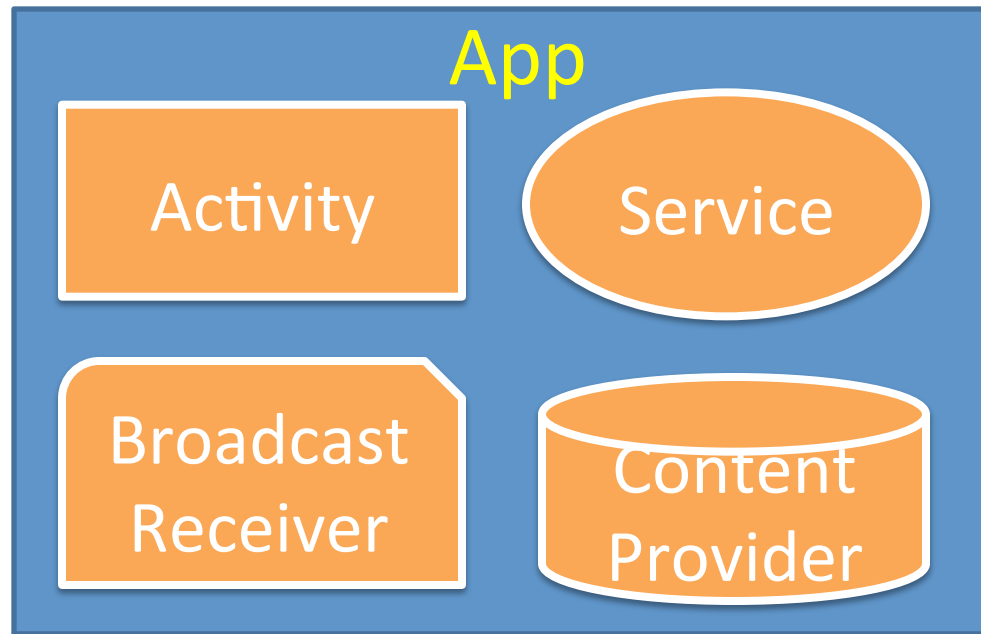 App
Activity
Service
Broadcast
Receiver
Content
Provider